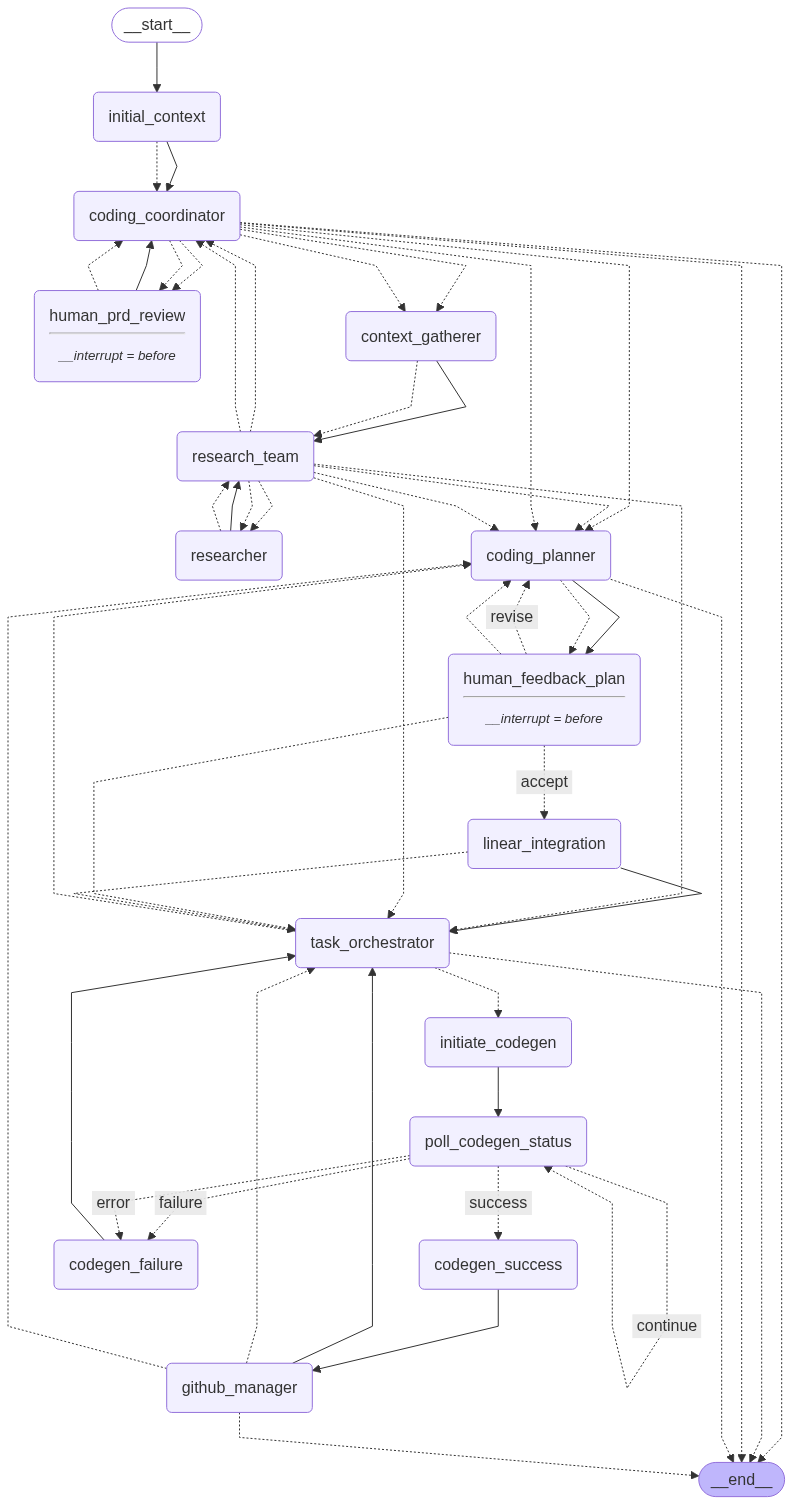 __start__
initial_context
coding_coordinator
human_prd_review
__interrupt = before
context_gatherer
research_team
researcher
coding_planner
revise
human_feedback_plan
__interrupt = before
accept
linear_integration
task_orchestrator
initiate_codegen
poll_codegen_status
error
failure
success
codegen_failure
codegen_success
continue
github_manager
__end__